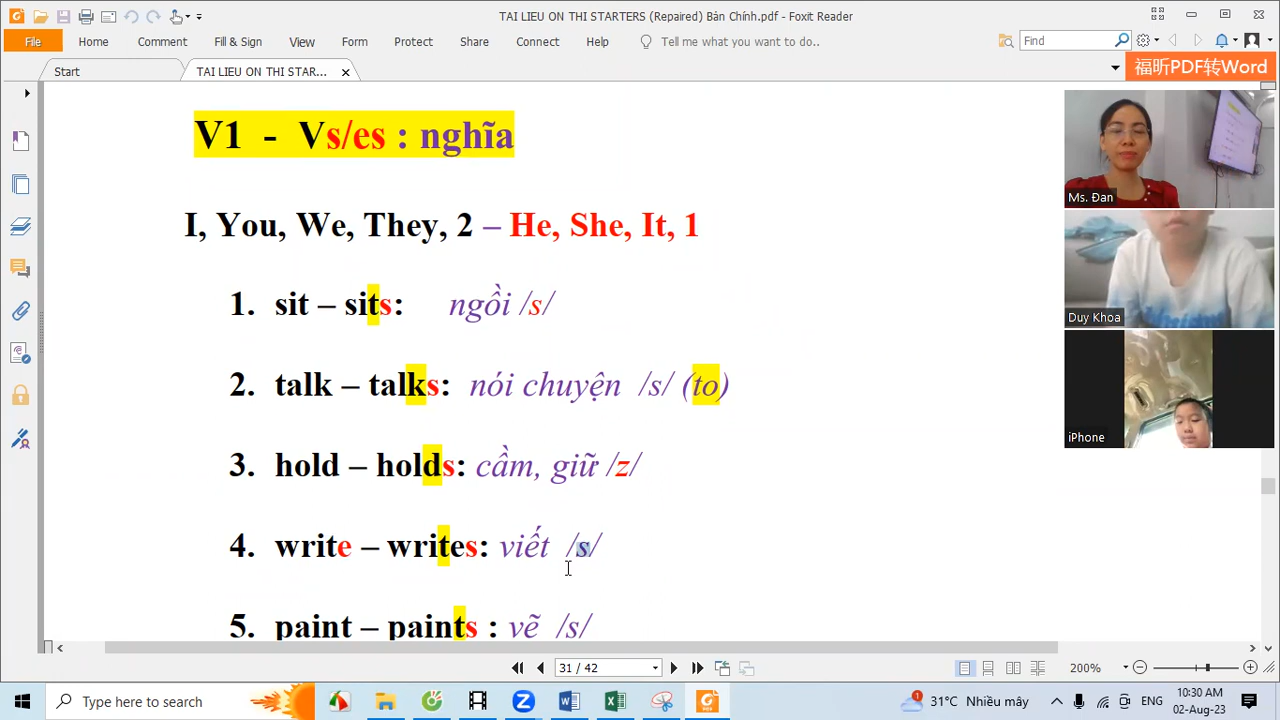 TAI LIEU ON THI STARTERS (Repaired) Bản Chính.pdf - Foxit Reader
File Home Comment Fill & Sign View Form Protect Share Connect Help Tell me what you want to do.. Find
Start TAI LIEU ON THI STAR... 福昕PDF转Word
V1 - Vs/es : nghĩa
I, You, We, They, 2 – He, She, It, 1
1. sit – sits: ngồi /s/
2. talk – talks: nói chuyện /s/ (to)
3. hold – holds: cầm, giữ /z/
4. write – writes: viết /s/
5. paint – paints : vẽ /s/
Ms. Đan
Duy Khoa
iPhone
31 / 42 200%
Type here to search 31°C Nhiều mây ENG 10:30 AM
02-Aug-23